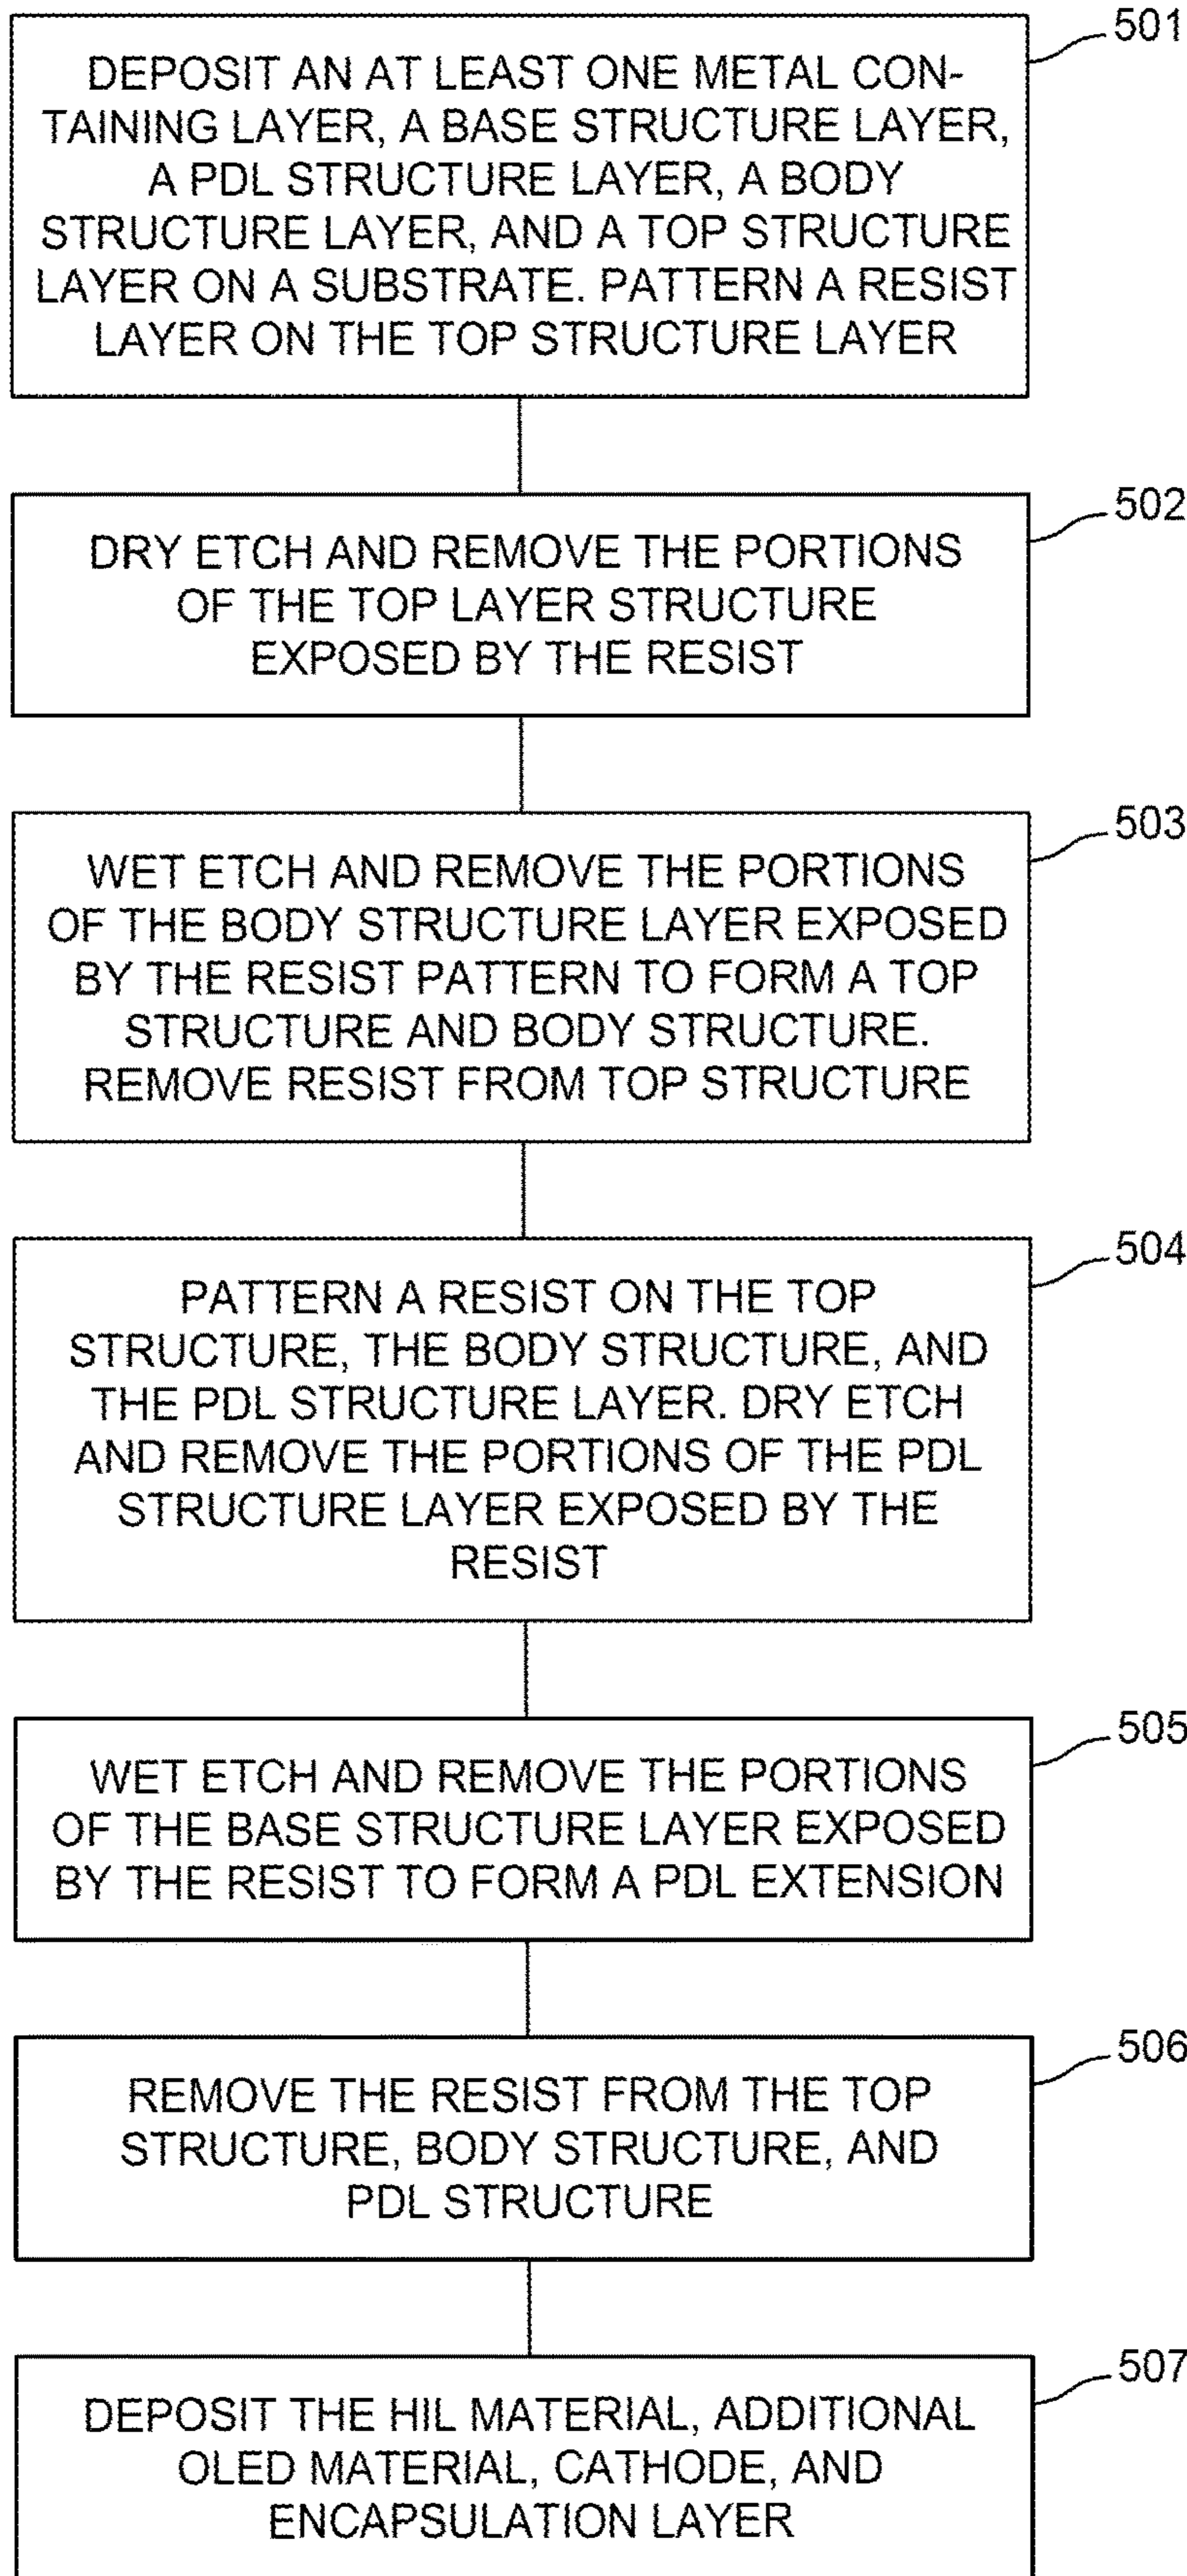 501
DEPOSIT AN AT LEAST ONE METAL CON-
TAINING LAYER, A BASE STRUCTURE LAYER,
A PDL STRUCTURE LAYER, A BODY
STRUCTURE LAYER, AND A TOP STRUCTURE
LAYER ON A SUBSTRATE. PATTERN A RESIST
LAYER ON THE TOP STRUCTURE LAYER
502
DRY ETCH AND REMOVE THE PORTIONS
OF THE TOP LAYER STRUCTURE
EXPOSED BY THE RESIST
503
WET ETCH AND REMOVE THE PORTIONS
OF THE BODY STRUCTURE LAYER EXPOSED
BY THE RESIST PATTERN TO FORM A TOP
STRUCTURE AND BODY STRUCTURE.
REMOVE RESIST FROM TOP STRUCTURE
504
PATTERN A RESIST ON THE TOP
STRUCTURE, THE BODY STRUCTURE, AND
THE PDL STRUCTURE LAYER. DRY ETCH
AND REMOVE THE PORTIONS OF THE PDL
STRUCTURE LAYER EXPOSED BY THE
RESIST
505
WET ETCH AND REMOVE THE PORTIONS
OF THE BASE STRUCTURE LAYER EXPOSED
BY THE RESIST TO FORM A PDL EXTENSION
506
REMOVE THE RESIST FROM THE TOP
STRUCTURE, BODY STRUCTURE, AND
PDL STRUCTURE
507
DEPOSIT THE HIL MATERIAL, ADDITIONAL
OLED MATERIAL, CATHODE, AND
ENCAPSULATION LAYER